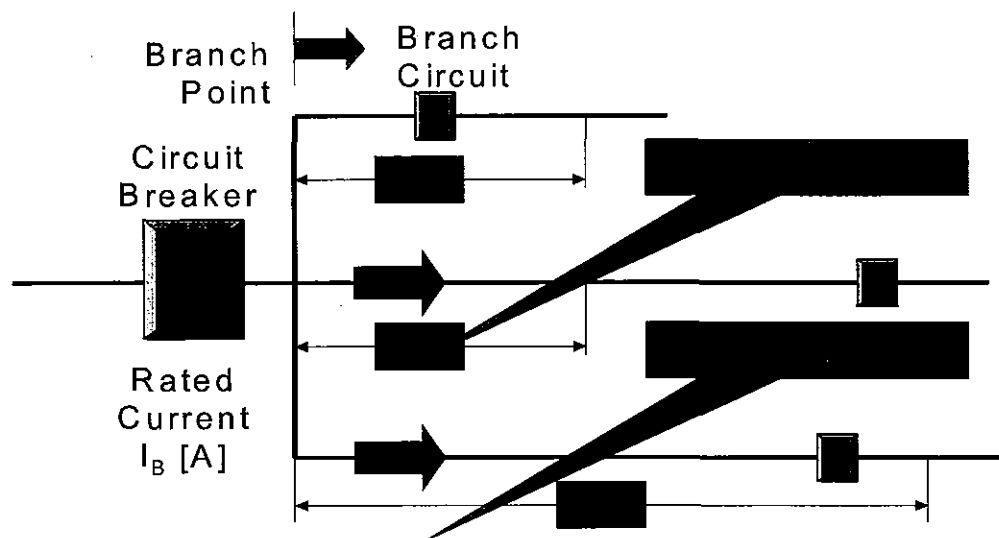 Branch
Point
Branch
Circuit
Circuit
Breaker
Rated
Current
I_B [A]